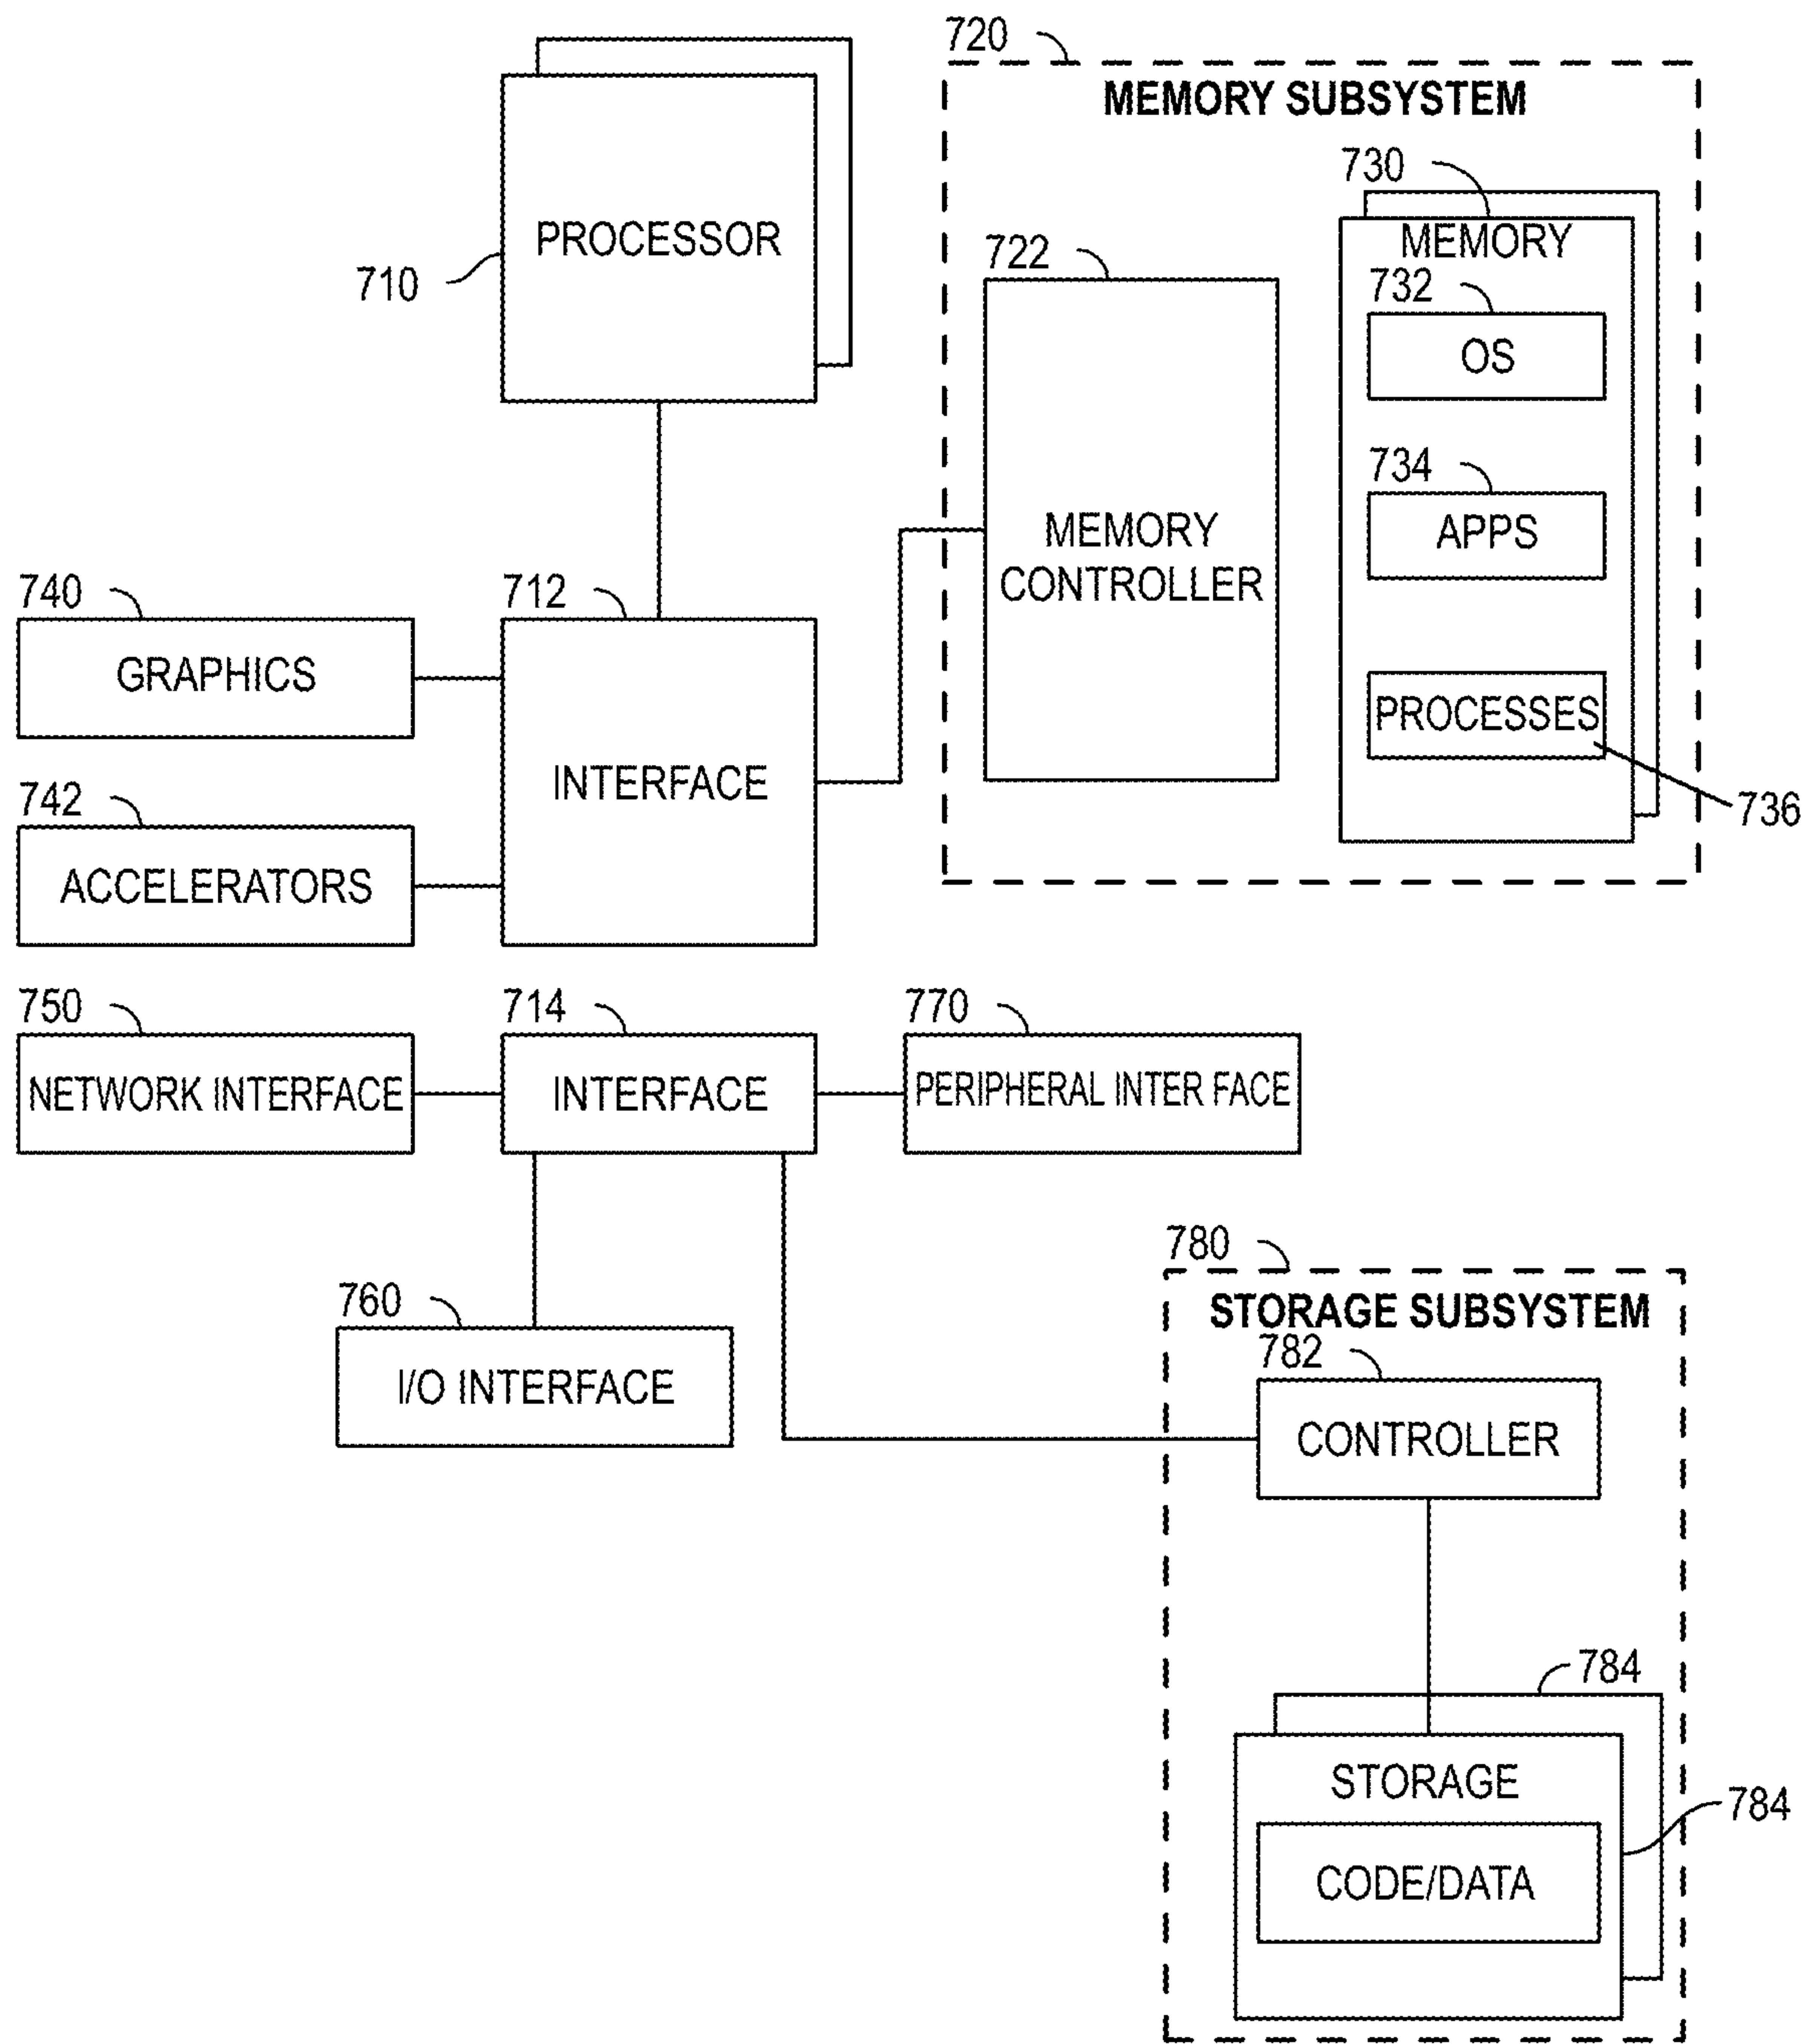 720
MEMORY SUBSYSTEM
730
PROCESSOR
722
MEMORY
710
732
OS
734
MEMORY
CONTROLLER
APPS
740
712
GRAPHICS
PROCESSES
INTERFACE
742
736
ACCELERATORS
750
714
770
NETWORK INTERFACE
INTERFACE
PERIPHERAL INTER FACE
780
760
STORAGE SUBSYSTEM
782
I/O INTERFACE
CONTROLLER
784
STORAGE
784
CODE/DATA